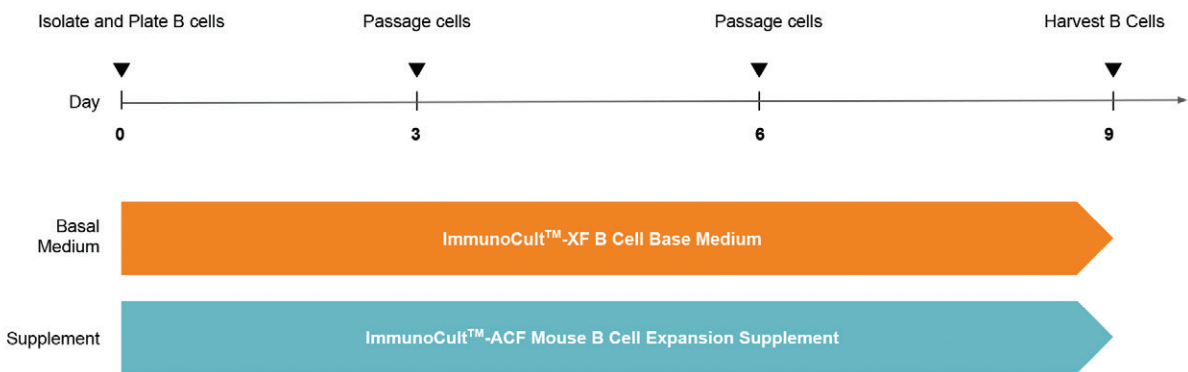 Isolate and Plate B cells Passage cells Passage cells Harvest B Cells
Day
0 3 6 9
Basal
Medium
ImmunoCult™-XF B Cell Base Medium
Supplement
ImmunoCult™-ACF Mouse B Cell Expansion Supplement